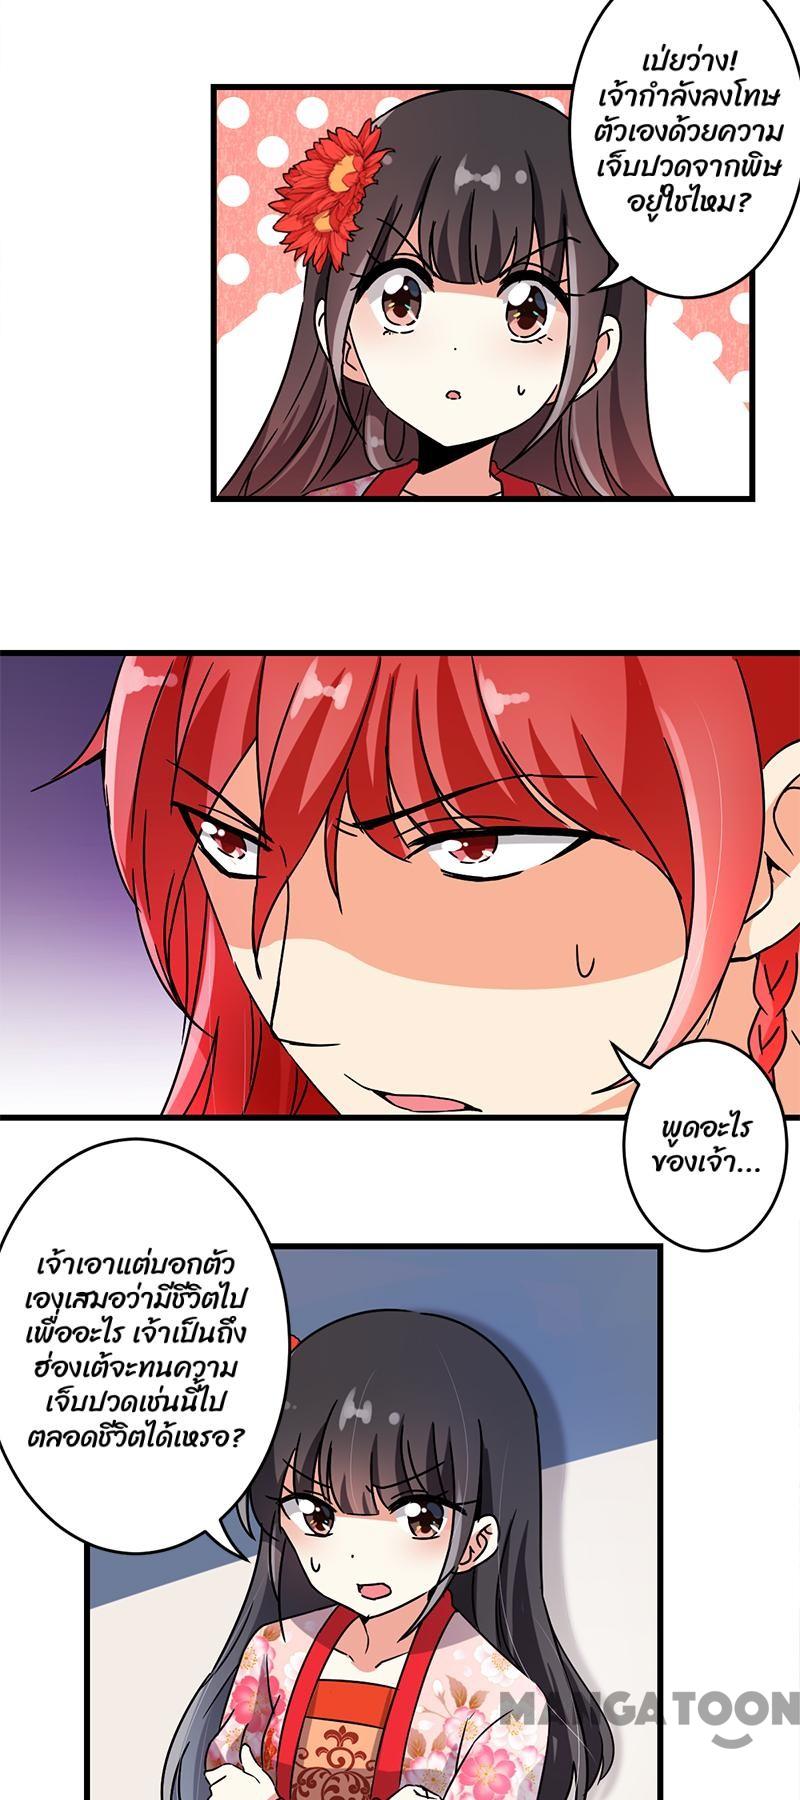 เป่ยว่าง!
เจ้ากำลังลงโทษ
ตัวเองด้วยความ
เจ็บปวดจากพิษ
อยู่ใช่ไหม?
พูดอะไร
ของเจ้า...
เจ้าเอาแต่บอกตัว
เองเสมอว่ามีชีวิตไป
เพื่ออะไร เจ้าเป็นถึง
ฮ่องเต้จะทนความ
เจ็บปวดเช่นนี้ไป
ตลอดชีวิตได้เหรอ?
MANGATOON